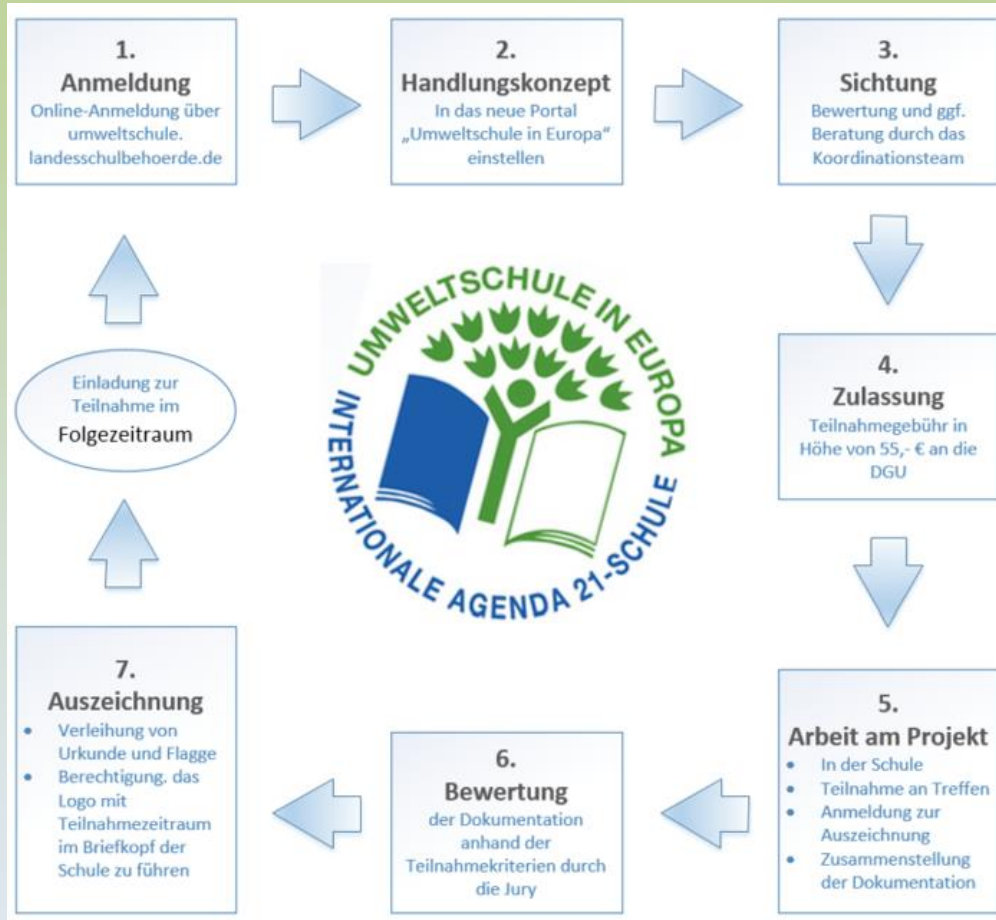 1.
Anmeldung
Online-Anmeldung über
umweltschule.
landesschulbehoerde.de
2.
Handlungskonzept
In das neue Portal
„Umweltschule in Europa“
einstellen
3.
Sichtung
Bewertung und ggf.
Beratung durch das
Koordinationsteam
4.
Zulassung
Teilnahmegebühr in
Höhe von 55,- € an die
DGU
5.
Arbeit am Projekt
• In der Schule
• Teilnahme an Treffen
• Anmeldung zur
Auszeichnung
• Zusammenstellung
der Dokumentation
6.
Bewertung
der Dokumentation
anhand der
Teilnahmekriterien durch
die Jury
7.
Auszeichnung
• Verleihung von
Urkunde und Flagge
• Berechtigung. das
Logo mit
Teilnahmezeitraum
im Briefkopf der
Schule zu führen
Einladung zur
Teilnahme im
Folgezeitraum
UMWELTSCHULE IN EUROPA
INTERNATIONALE AGENDA 21-SCHULE